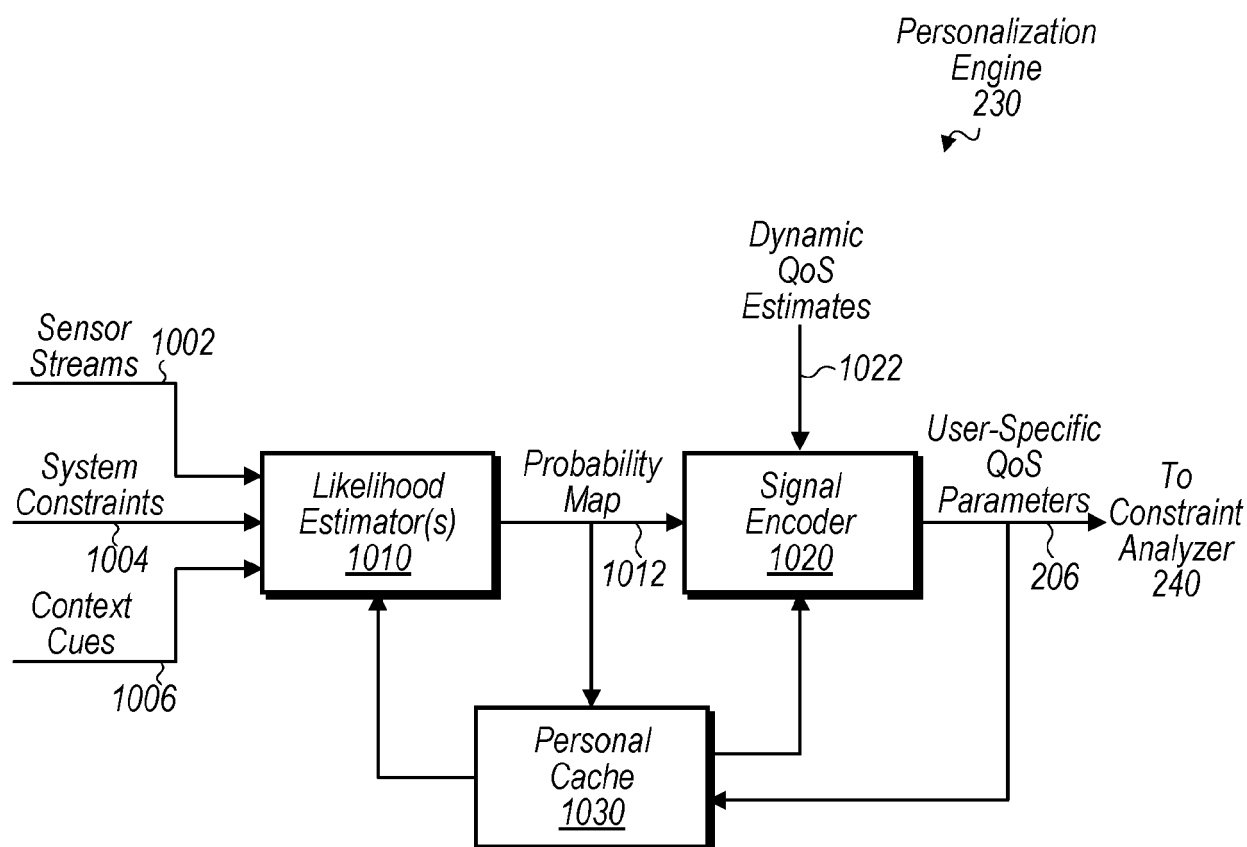 Personalization
Engine
230
Dynamic
QoS
Estimates
1022
Sensor
Streams
1002
System
Constraints
1004
Context
Cues
1006
Likelihood
Estimator(s)
1010
Probability
Map
1012
Signal
Encoder
1020
User-Specific
QoS
Parameters
206
To
Constraint
Analyzer
240
Personal
Cache
1030